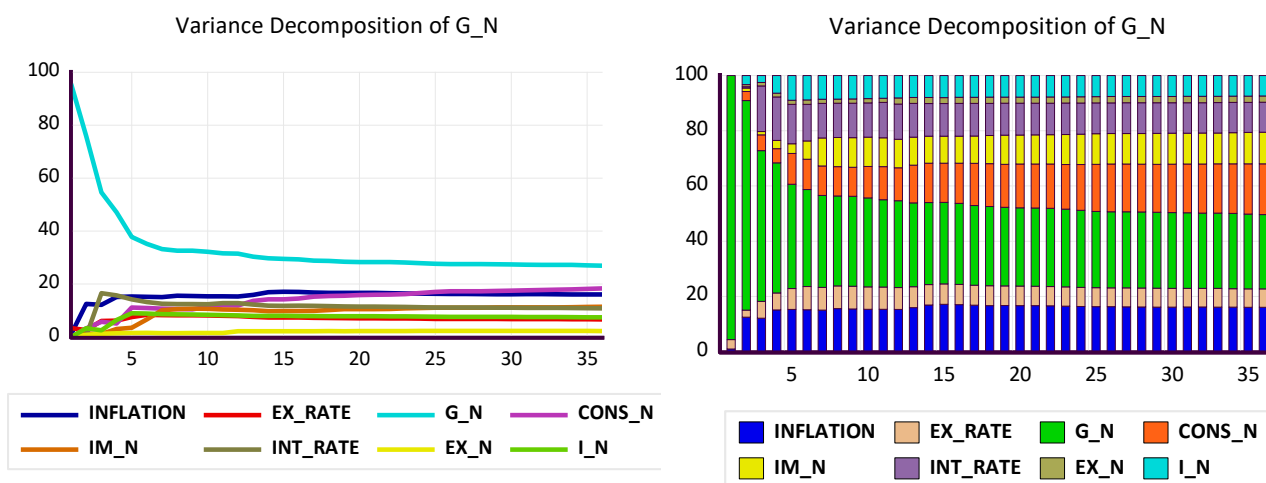 Variance Decomposition of G_N
100
80
60
40
20
0
5 10 15 20 25 30 35
INFLATION EX_RATE G_N CONS_N
IM_N INT_RATE EX_N I_N
Variance Decomposition of G_N
100
80
60
40
20
0
5 10 15 20 25 30 35
INFLATION EX_RATE G_N CONS_N
IM_N INT_RATE EX_N I_N